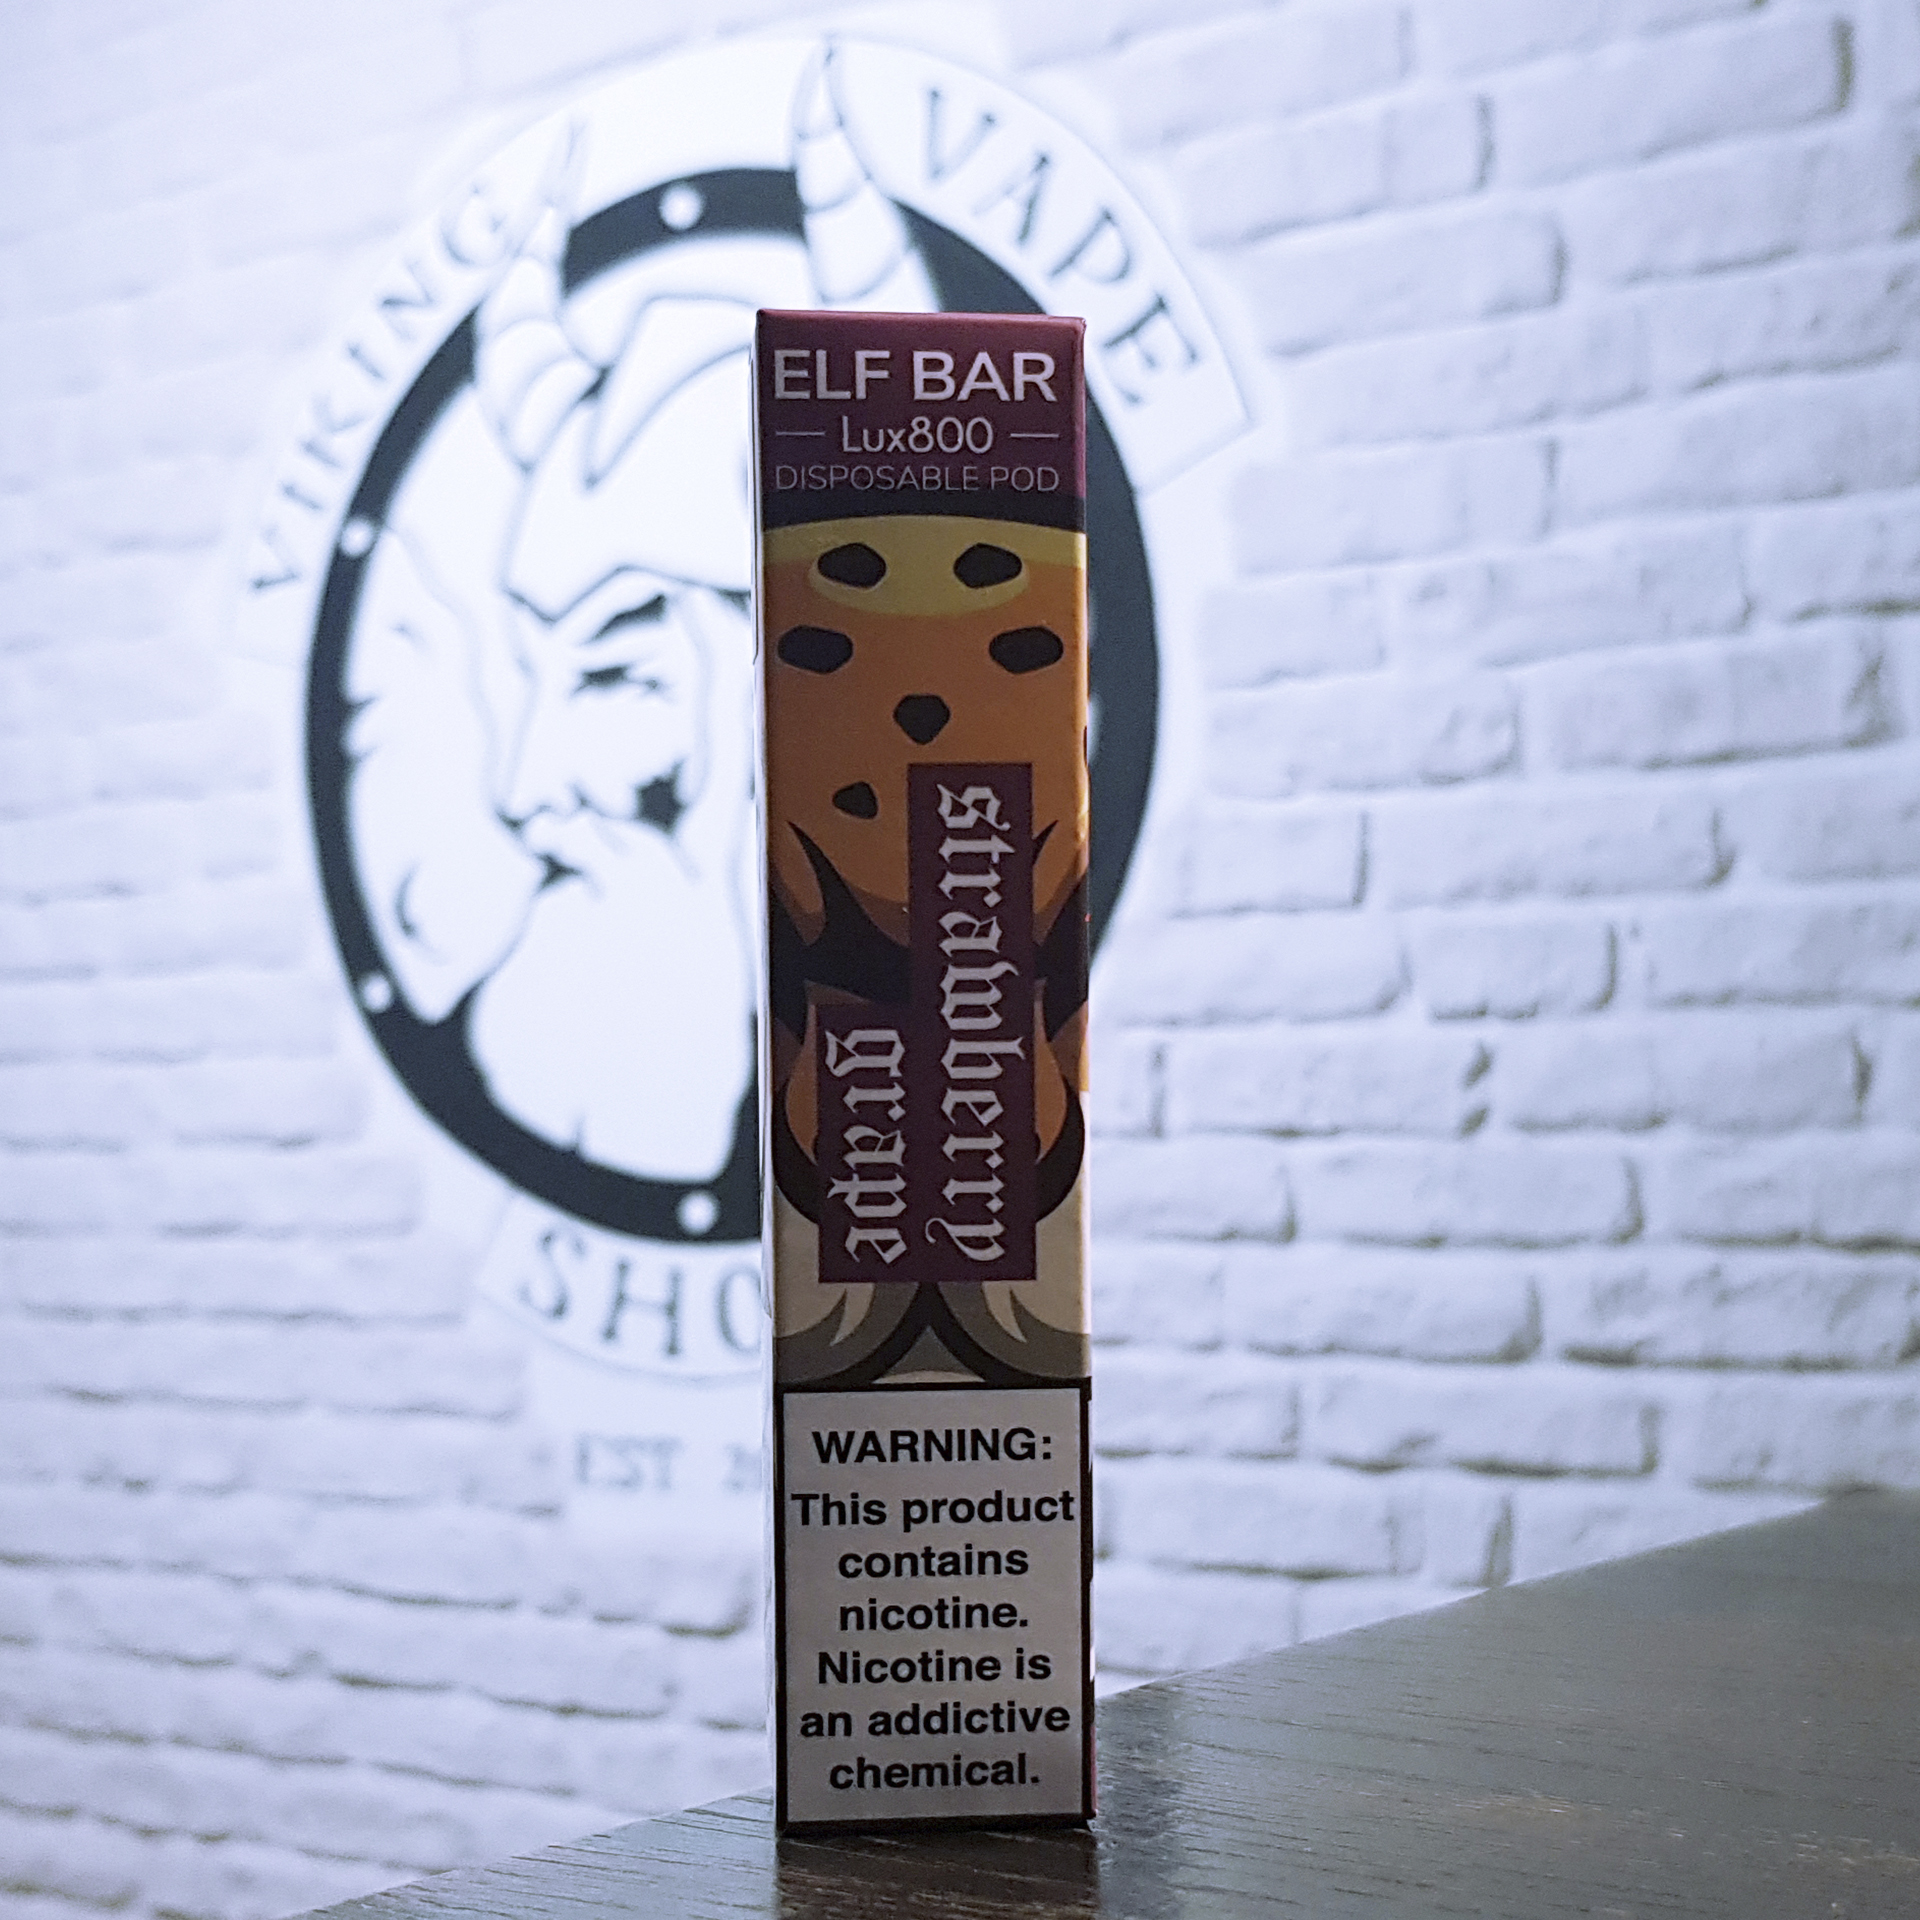 VIKING VAPE
SHO
EST
ELF BAR
Lux800
DISPOSABLE POD
Strawberry
grape
WARNING:
This product
contains
nicotine.
Nicotine is
an addictive
chemical.